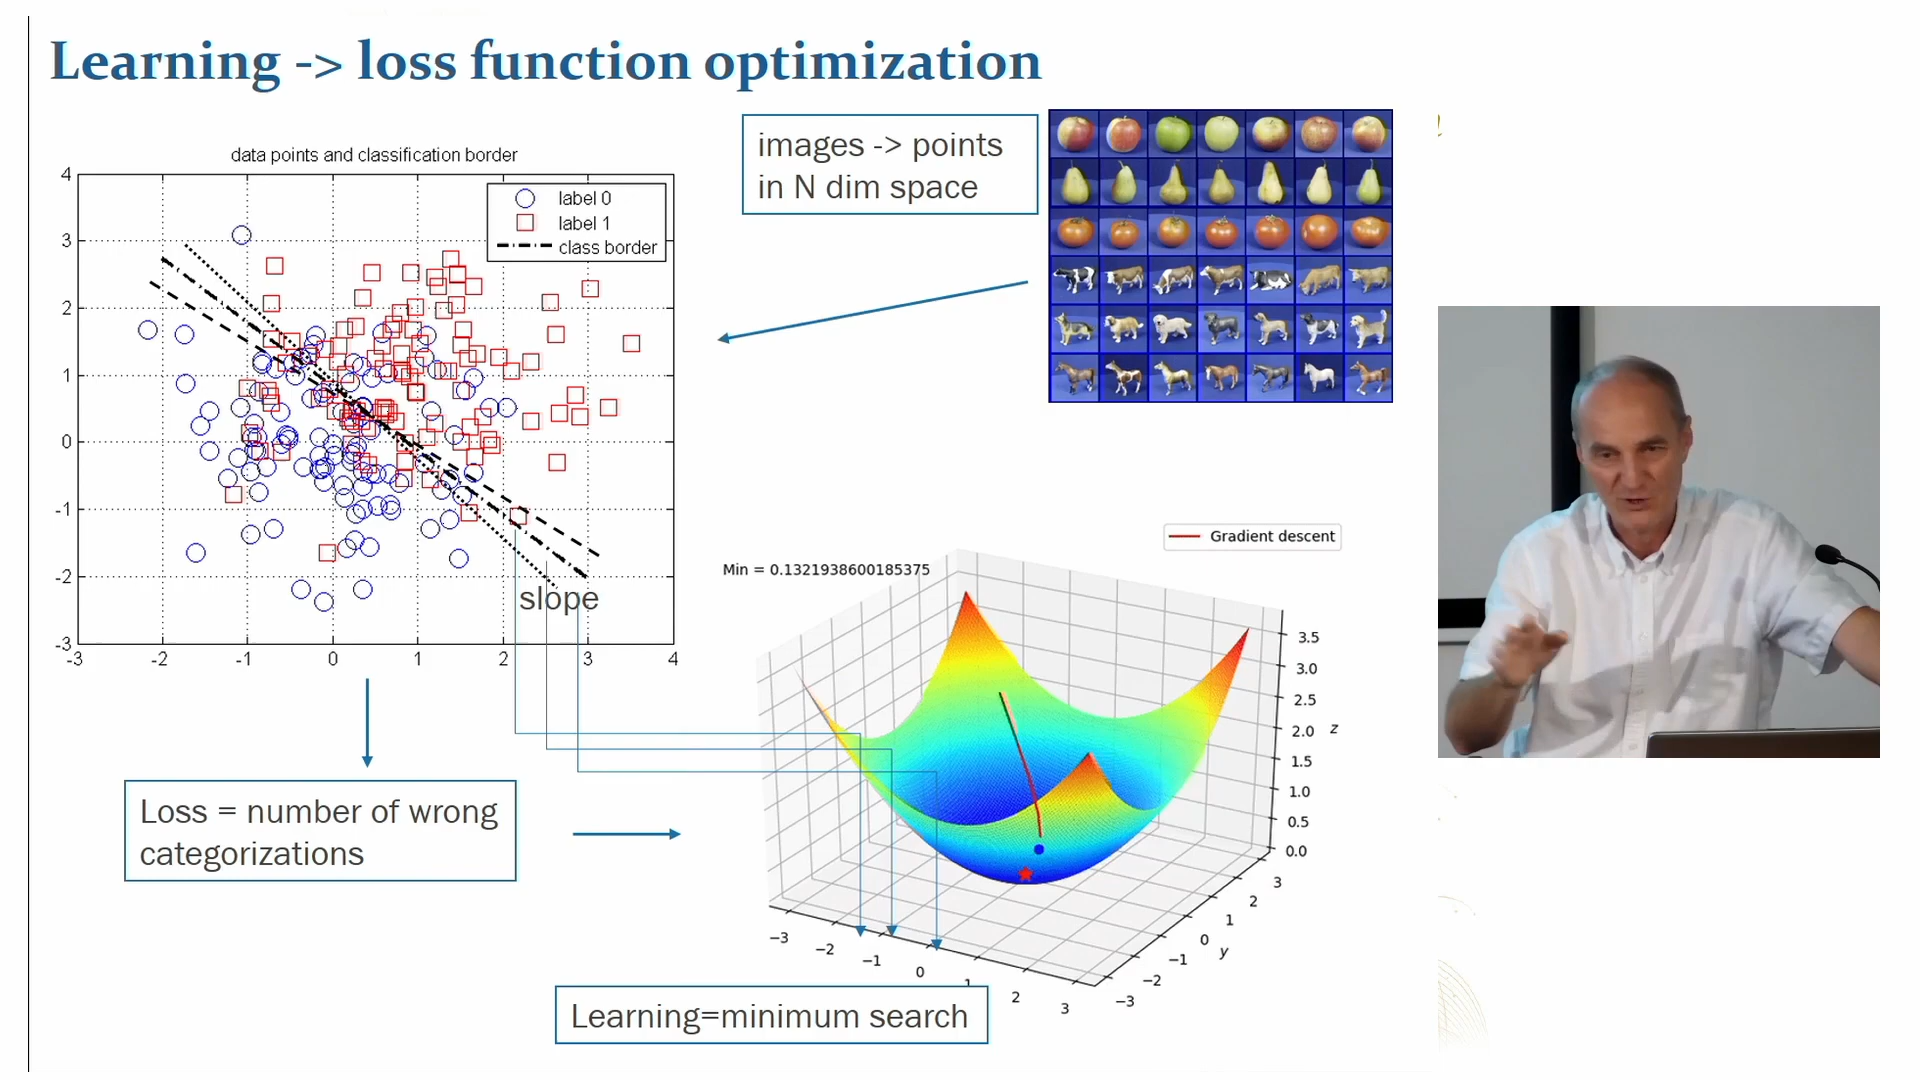 Learning -> loss function optimization
images -> points
in N dim space
data points and classification border
label 0
label 1
class border
4
3
2
1
0
-1
-2
-3
-3
-2
-1
0
1
2
3
4
slope
Loss = number of wrong
categorizations
Gradient descent
Min = 0.1321938600185375
3.5
3.0
2.5
2.0
1.5
1.0
0.5
0.0
z
3
2
1
0
−1
−2
−3
y
−3
−2
−1
0
1
2
3
Learning=minimum search